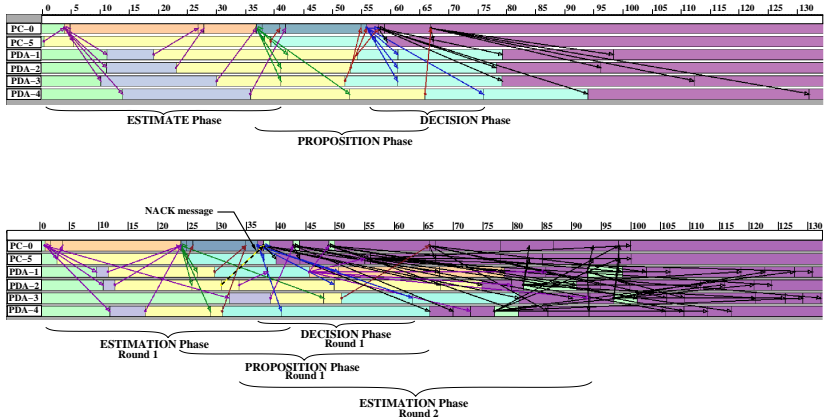 0 5 10 15 20 25 30 35 40 45 50 55 60 65 70 75 80 85 90 95 100 105 110 115 120 125 130
PC-0
PC-5
PDA-1
PDA-2
PDA-3
PDA-4
ESTIMATE Phase
DECISION Phase
PROPOSITION Phase
NACK message
0 5 10 15 20 25 30 35 40 45 50 55 60 65 70 75 80 85 90 95 100 105 110 115 120 125 130
PC-0
PC-5
PDA-1
PDA-2
PDA-3
PDA-4
ESTIMATION Phase
Round 1
DECISION Phase
Round 1
PROPOSITION Phase
Round 1
ESTIMATION Phase
Round 2